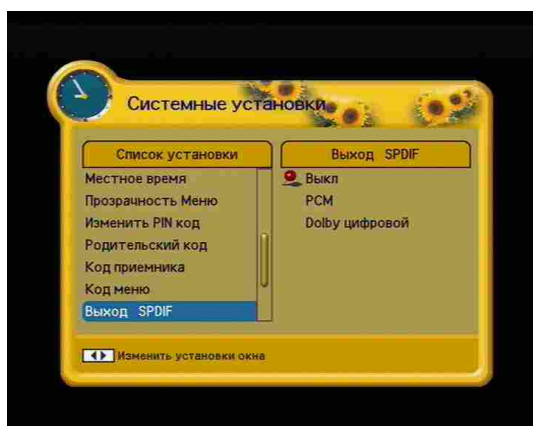 Системные установки
Список установки
Выход SPDIF
Местное время
Выкл
Прозрачность Меню
PCM
Изменить PIN код
Dolby цифровой
Родительский код
Код приемника
Код меню
Выход SPDIF
Изменить установки окна